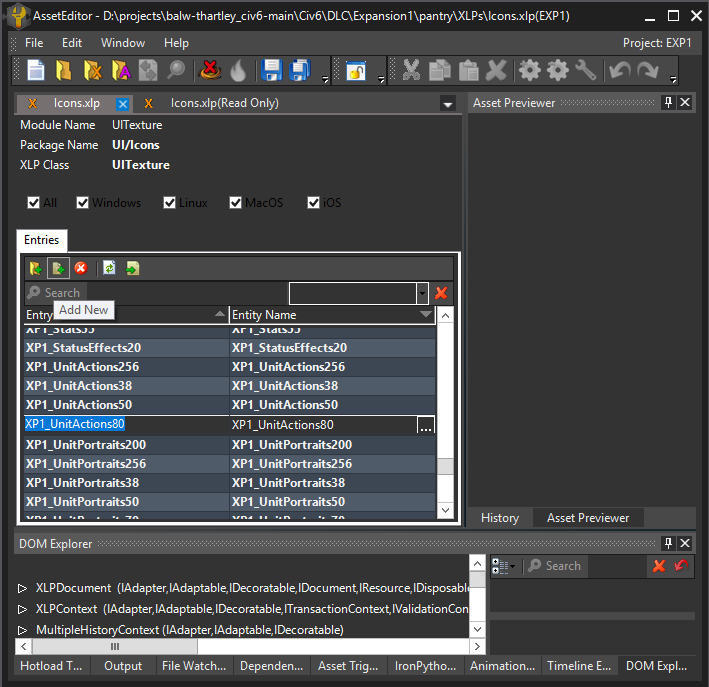 AssetEditor - D:\projects\balw-thartley_civ6-main\Civ6\DLC\Expansion1\pantry\XLPs\Icons.xlp(EXP1)
File Edit Window Help Project: EXP1
Icons.xlp Icons.xlp(Read Only)
Asset Previewer
Module Name UITexture
Package Name UI/Icons
XLP Class UITexture
All Windows Linux MacOS iOS
Entries
Search
Add New
Entry Entity Name
XP1_Stats55 XP1_Stats55
XP1_StatusEffects20 XP1_StatusEffects20
XP1_UnitActions256 XP1_UnitActions256
XP1_UnitActions38 XP1_UnitActions38
XP1_UnitActions50 XP1_UnitActions50
XP1_UnitActions80 XP1_UnitActions80 ...
XP1_UnitPortraits200 XP1_UnitPortraits200
XP1_UnitPortraits256 XP1_UnitPortraits256
XP1_UnitPortraits38 XP1_UnitPortraits38
XP1_UnitPortraits50 XP1_UnitPortraits50
XP1_UnitPortraits70 XP1_UnitPortraits70
History Asset Previewer
DOM Explorer
Search
XLPDocument (IAdapter,IAdaptable,IDecoratable,IDocument,IResource,IDisposable
XLPContext (IAdapter,IAdaptable,IDecoratable,ITransactionContext,IValidationCon
MultipleHistoryContext (IAdapter,IAdaptable,IDecoratable)
Hotload T... Output File Watch... Dependen... Asset Trig... IronPytho... Animation... Timeline E... DOM Expl...